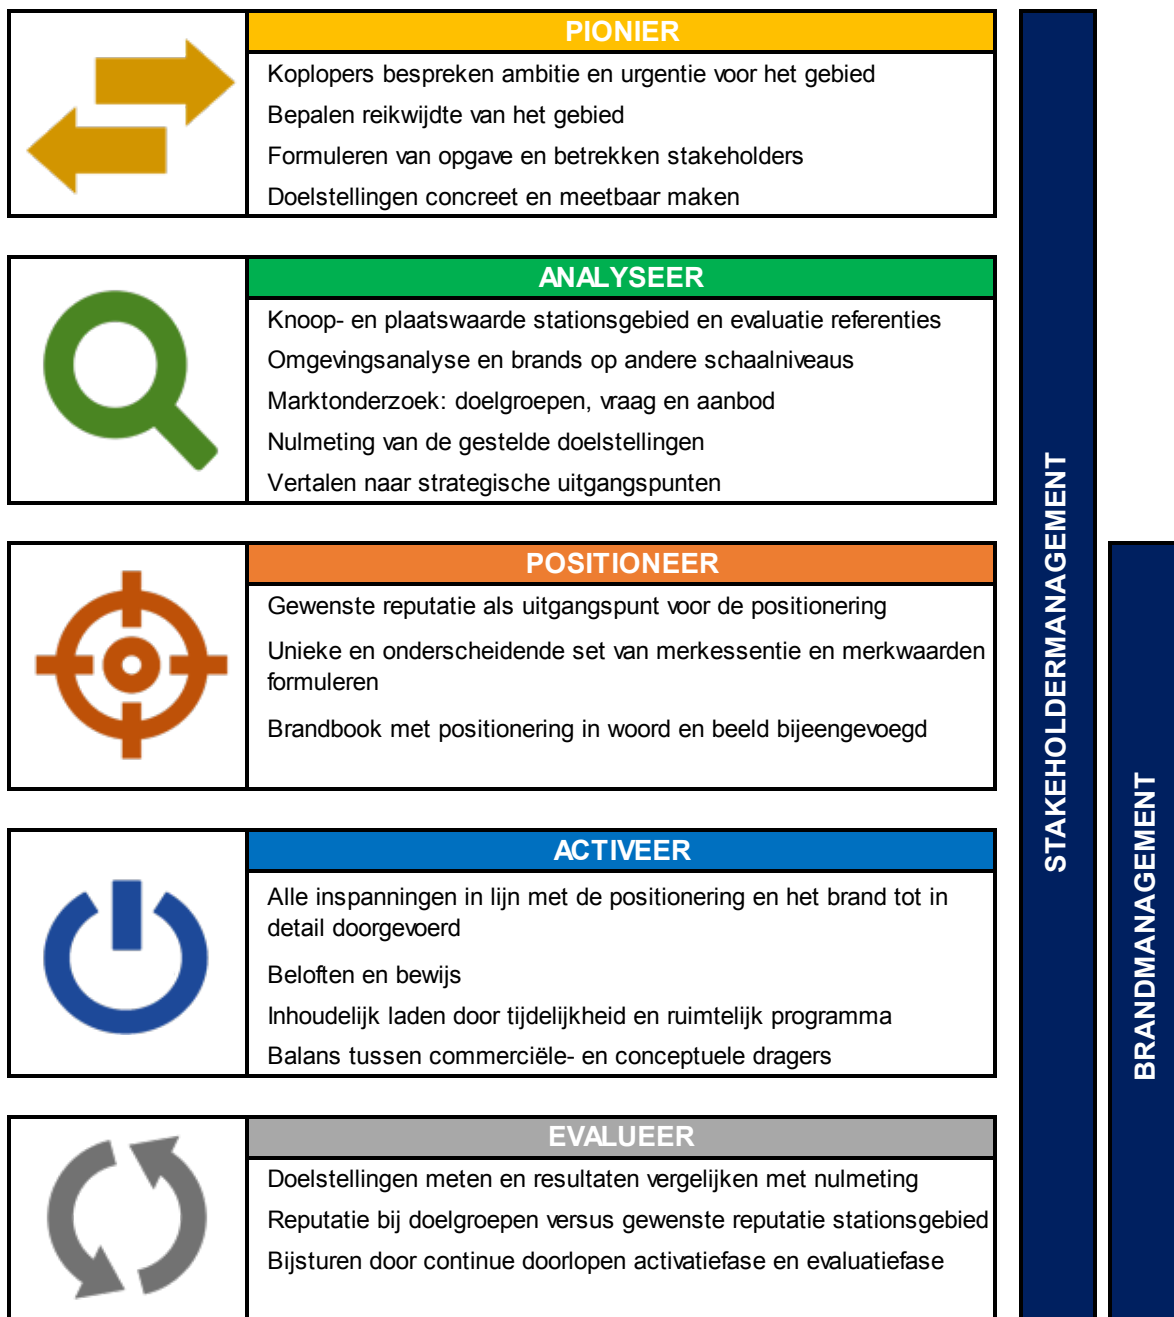 PIONIER
Koplopers bespreken ambitie en urgentie voor het gebied
Bepalen reikwijdte van het gebied
Formuleren van opgave en betrekken stakeholders
Doelstellingen concreet en meetbaar maken
ANALYSEER
Knoop- en plaatswaarde stationsgebied en evaluatie referenties
Omgevingsanalyse en brands op andere schaalniveaus
Marktonderzoek: doelgroepen, vraag en aanbod
Nulmeting van de gestelde doelstellingen
Vertalen naar strategische uitgangspunten
POSITIONEER
Gewenste reputatie als uitgangspunt voor de positionering
Unieke en onderscheidende set van merkessentie en merkwaarden
formuleren
Brandbook met positionering in woord en beeld bijeengevoegd
ACTIVEER
Alle inspanningen in lijn met de positionering en het brand tot in
detail doorgevoerd
Beloften en bewijs
Inhoudelijk laden door tijdelijkheid en ruimtelijk programma
Balans tussen commerciële- en conceptuele dragers
EVALUEER
Doelstellingen meten en resultaten vergelijken met nulmeting
Reputatie bij doelgroepen versus gewenste reputatie stationsgebied
Bijsturen door continue doorlopen activatiefase en evaluatiefase
STAKEHOLDERMANAGEMENT
BRANDMANAGEMENT